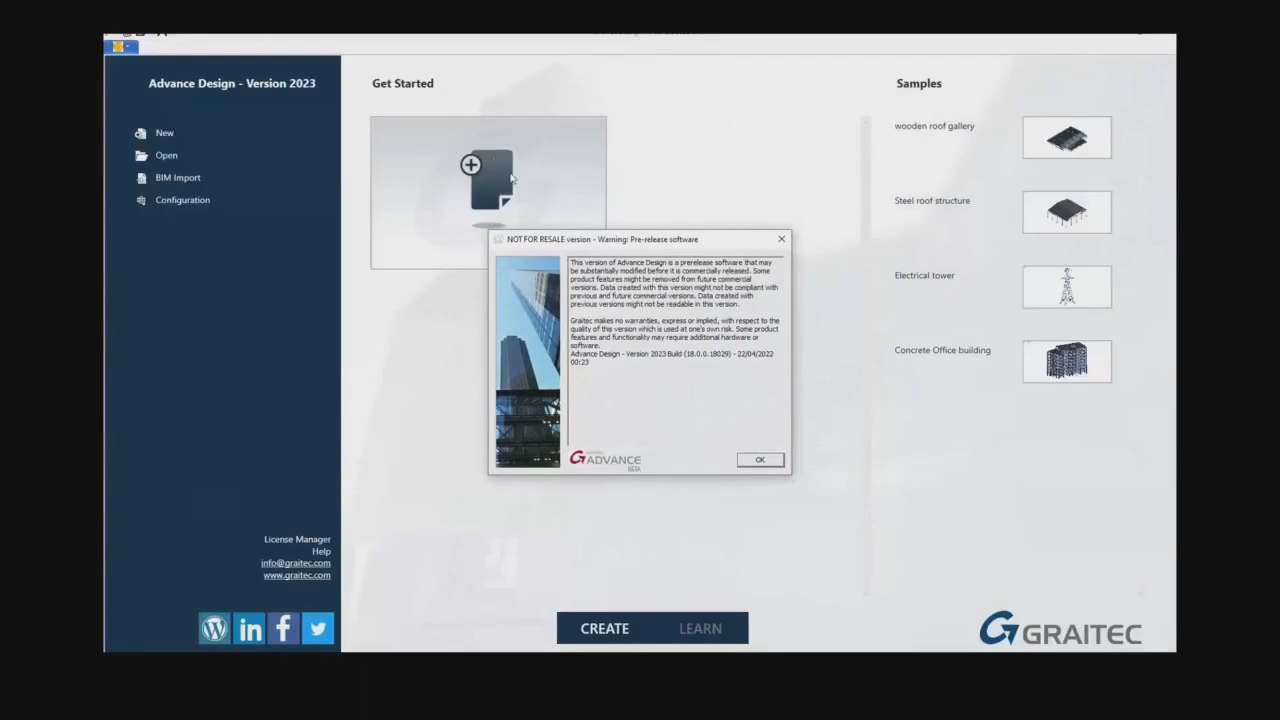 Advance Design - Version 2023
New
Open
BIM Import
Configuration
License Manager
Help
info@graitec.com
www.graitec.com
Get Started
NOT FOR RESALE version - Warning: Pre-release software
This version of Advance Design is a prerelease software that may
be substantially modified before it is commercially released. Some
product features might be removed from future commercial
versions. Data created with this version might not be compliant with
previous and future commercial versions. Data created with
previous versions might not be readable in this version.
Graitec makes no warranties, express or implied, with respect to the
quality of this version which is used at one's own risk. Some product
features and functionality may require additional hardware or
software.
Advance Design - Version 2023 Build (18.0.0.18029) - 22/04/2022
00:23
ADVANCE
BETA
OK
Samples
wooden roof gallery
Steel roof structure
Electrical tower
Concrete Office building
CREATE
LEARN
GRAITEC